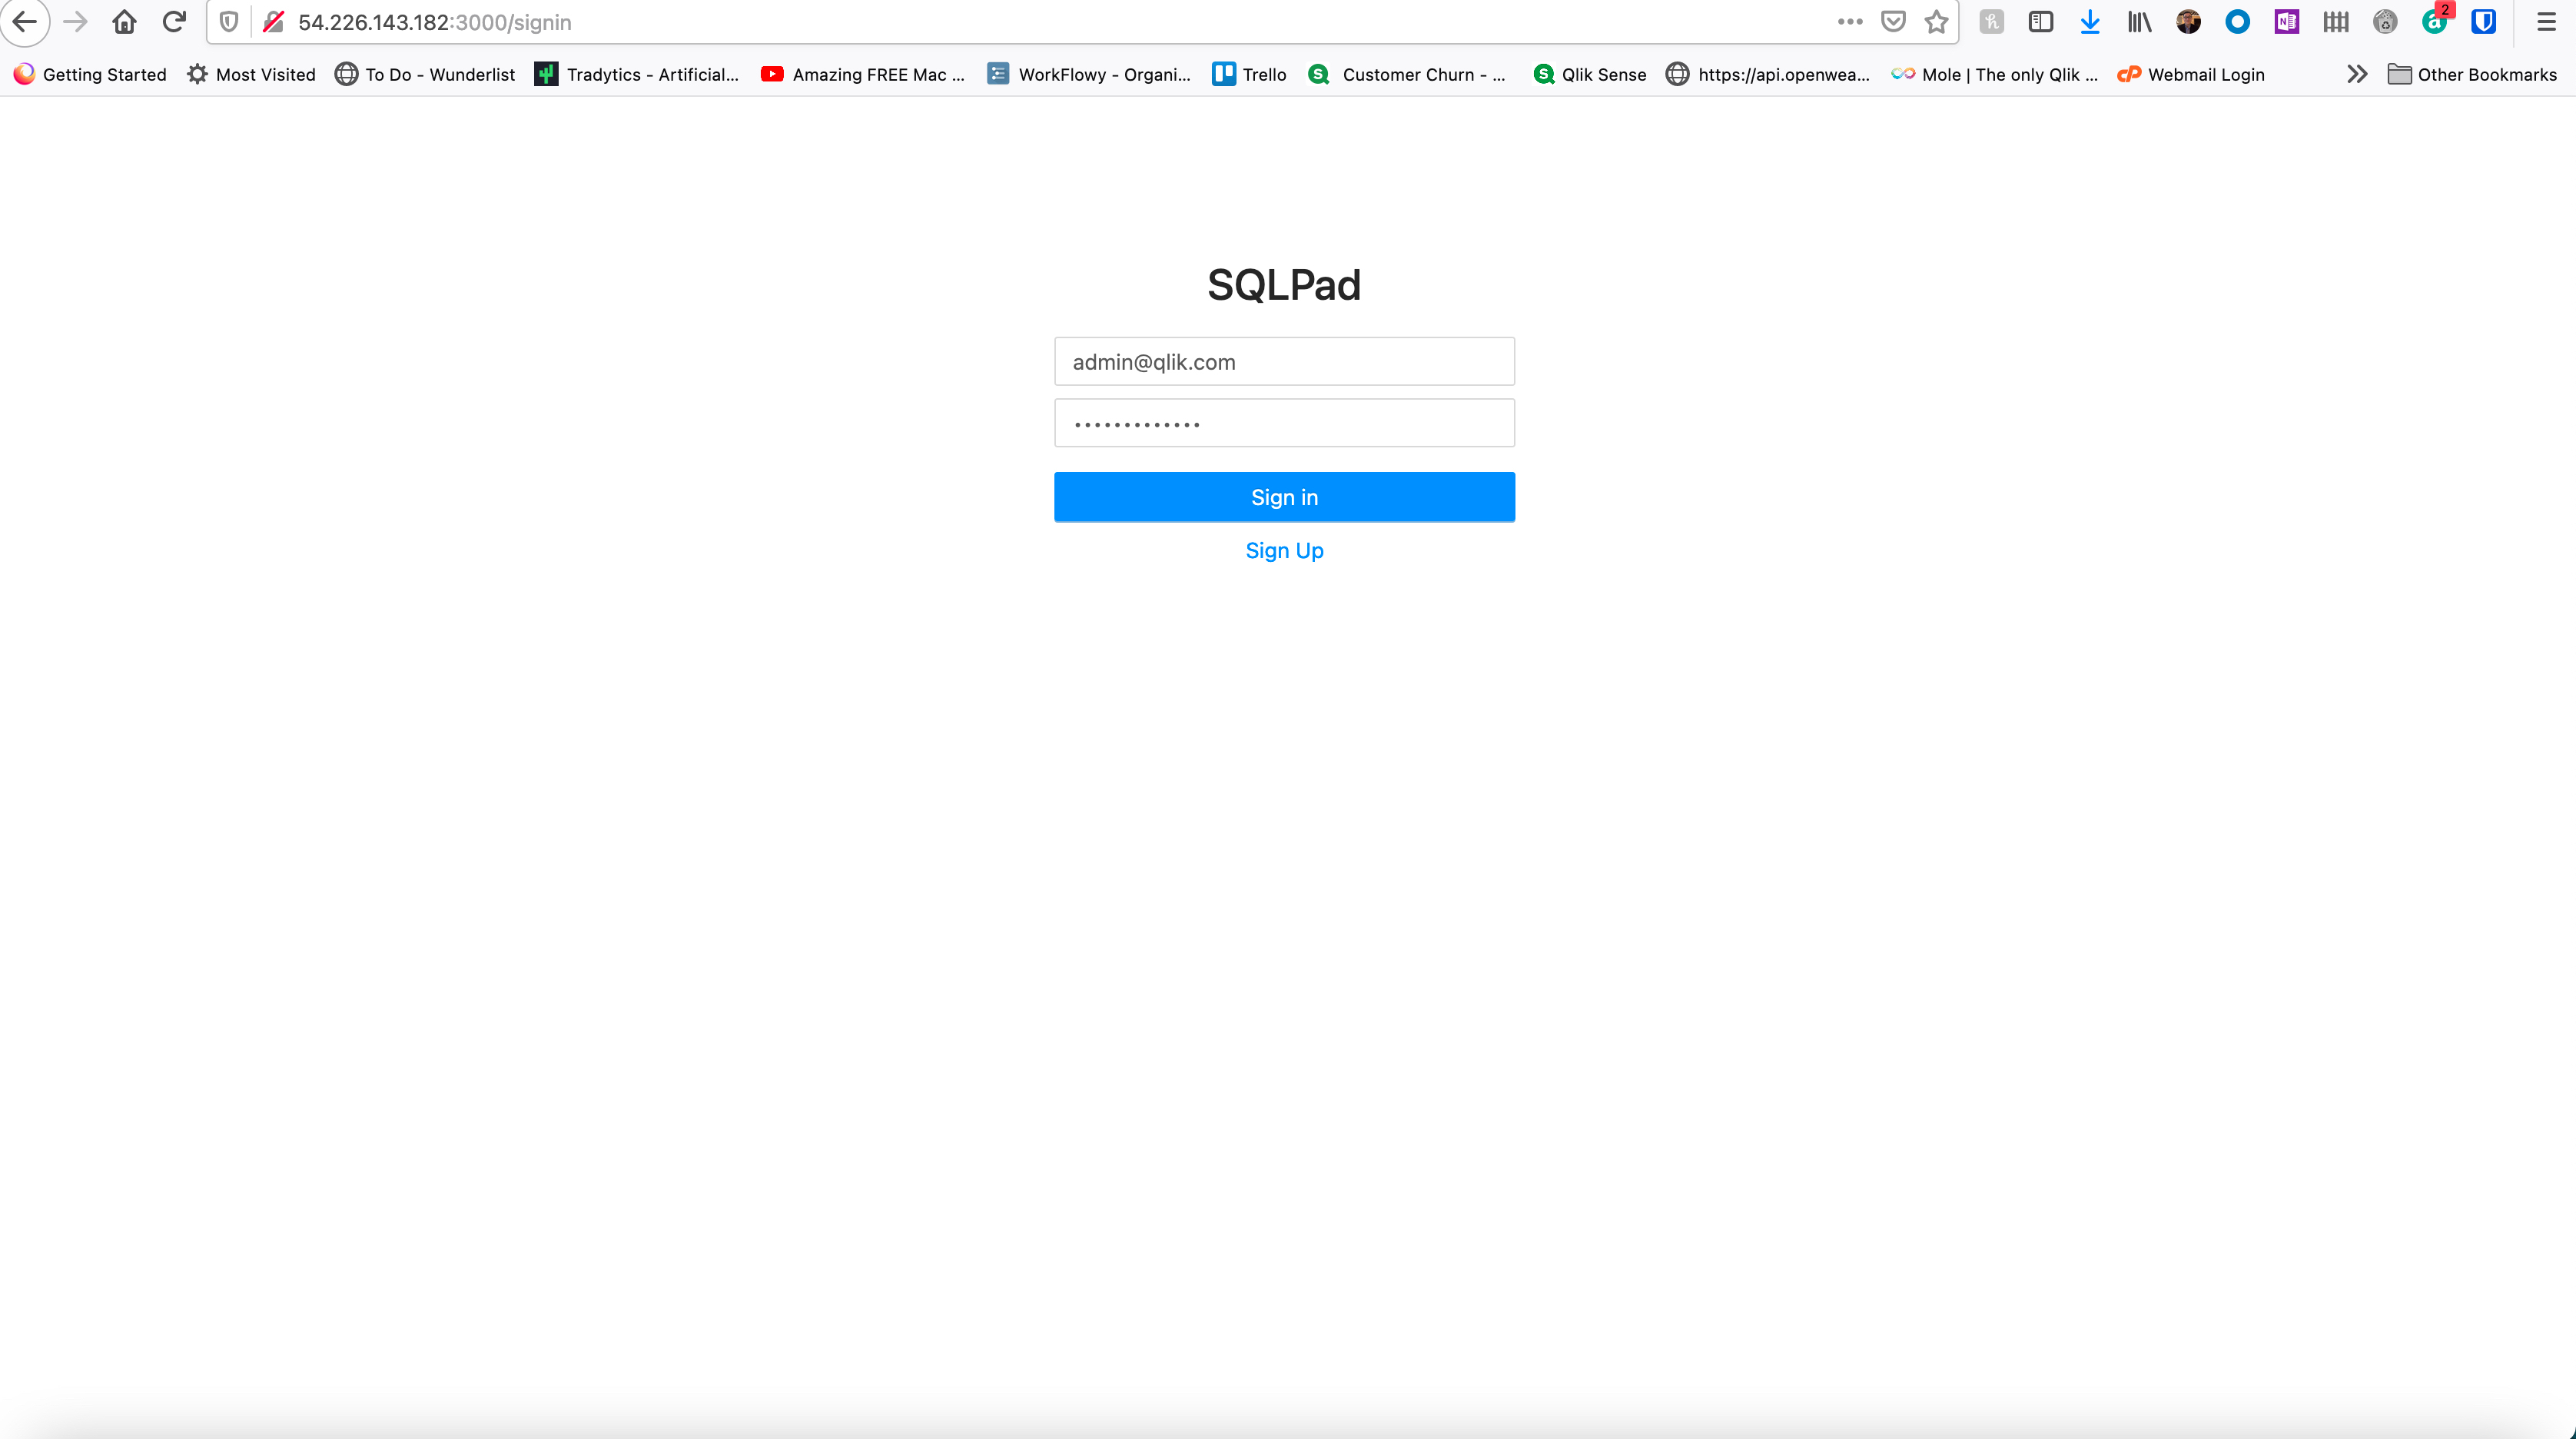 54.226.143.182:3000/signin
2
Getting Started Most Visited To Do - Wunderlist Tradytics - Artificial... Amazing FREE Mac ... WorkFlowy - Organi... Trello Customer Churn - ... Qlik Sense https://api.openwea... Mole | The only Qlik ... Webmail Login Other Bookmarks
SQLPad
admin@qlik.com
•••••••••••••
Sign in
Sign Up